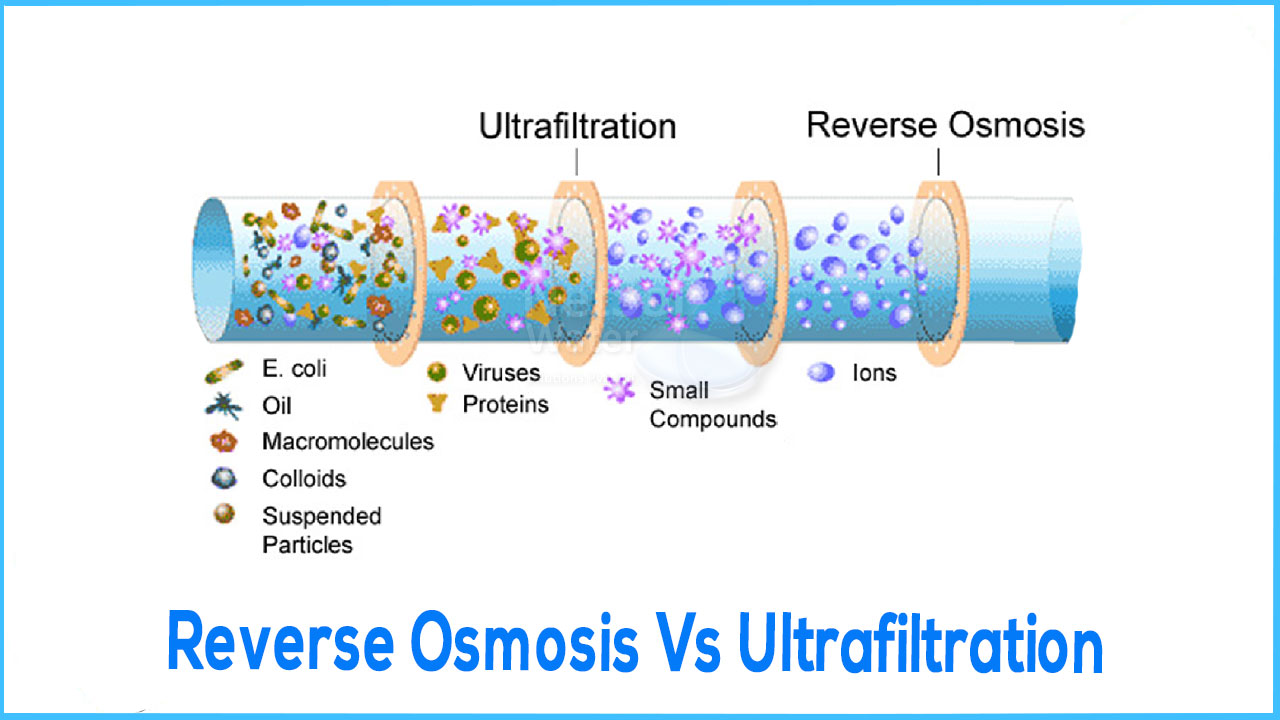 Ultrafiltration
Reverse Osmosis
E. coli
Oil
Macromolecules
Colloids
Suspended
Particles
Viruses
Proteins
Small
Compounds
Ions
Reverse Osmosis Vs Ultrafiltration